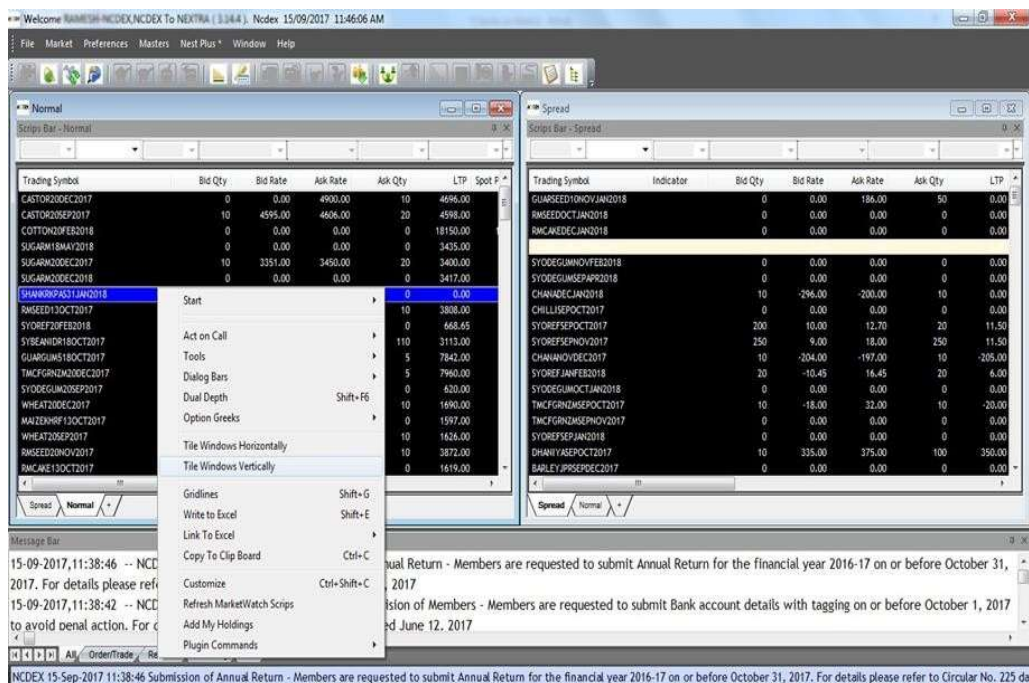 Welcome RAMESH-NCDEX,NCDEX To NEXTRA ( 3.14.4 ). Ncdex 15/09/2017 11:46:06 AM
File Market Preferences Masters Nest Plus * Window Help
Normal
Scrips Bar - Normal
Trading Symbol Bid Qty Bid Rate Ask Rate Ask Qty LTP Spot P
CASTOR20DEC2017 0 0.00 4900.00 10 4696.00
CASTOR20SEP2017 10 4595.00 4606.00 20 4598.00
COTTON20FEB2018 0 0.00 0.00 0 18150.00
SUGARM18MAY2018 0 0.00 0.00 0 3435.00
SUGARM20DEC2017 10 3351.00 3450.00 20 3400.00
SUGARM20DEC2018 0 0.00 0.00 0 3417.00
SHANKRKPAS31JAN2018 0 0.00
RMSEED13OCT2017 10 3808.00
SYOREF20FEB2018 0 668.65
SYBEANIDR18OCT2017 110 3113.00
GUARGUM518OCT2017 5 7842.00
TMCFGRNZM20DEC2017 5 7960.00
SYODEGUM20SEP2017 0 620.00
WHEAT20DEC2017 10 1690.00
MAIZEKHRF13OCT2017 0 1597.00
WHEAT20SEP2017 10 1626.00
RMSEED20NOV2017 10 3872.00
RMCAKE13OCT2017 0 1619.00
Spread Normal +
Start
Act on Call
Tools
Dialog Bars
Dual Depth Shift+F6
Option Greeks
Tile Windows Horizontally
Tile Windows Vertically
Gridlines Shift+G
Write to Excel Shift+E
Link To Excel
Copy To Clip Board Ctrl+C
Customize Ctrl+Shift+C
Refresh MarketWatch Scrips
Add My Holdings
Plugin Commands
Spread
Scrips Bar - Spread
Trading Symbol Indicator Bid Qty Bid Rate Ask Rate Ask Qty LTP
GUARSEED10NOVJAN2018 0 0.00 186.00 50 0.00
RMSEEDOCTJAN2018 0 0.00 0.00 0 0.00
RMCAKEDECJAN2018 0 0.00 0.00 0 0.00
SYODEGUMNOVFEB2018 0 0.00 0.00 0 0.00
SYODEGUMSEPAPR2018 0 0.00 0.00 0 0.00
CHANADECJAN2018 10 -296.00 -200.00 10 0.00
CHILLISEPOCT2017 0 0.00 0.00 0 0.00
SYOREFSEPOCT2017 200 10.00 12.70 20 11.50
SYOREFSEPNOV2017 250 9.00 18.00 250 11.50
CHANANOVDEC2017 10 -204.00 -197.00 10 -205.00
SYOREFJANFEB2018 20 -10.45 16.45 20 6.00
SYODEGUMOCTJAN2018 0 0.00 0.00 0 0.00
TMCFGRNZMSEPOCT2017 10 -18.00 32.00 10 -20.00
TMCFGRNZMSEPNOV2017 0 0.00 0.00 0 0.00
SYOREFSEPJAN2018 0 0.00 0.00 0 0.00
DHANIYASEPOCT2017 10 335.00 375.00 100 350.00
BARLEYJPRSEPDEC2017 0 0.00 0.00 0 0.00
Spread Normal +
Message Bar
15-09-2017,11:38:46 -- NCD ual Return - Members are requested to submit Annual Return for the financial year 2016-17 on or before October 31,
2017. For details please refe , 2017
15-09-2017,11:38:42 -- NCD ision of Members - Members are requested to submit Bank account details with tagging on or before October 1, 2017
to avoid penal action. For d ed June 12, 2017
All Order/Trade Re
NCDEX 15-Sep-2017 11:38:46 Submission of Annual Return - Members are requested to submit Annual Return for the financial year 2016-17 on or before October 31, 2017. For details please refer to Circular No. 225 da